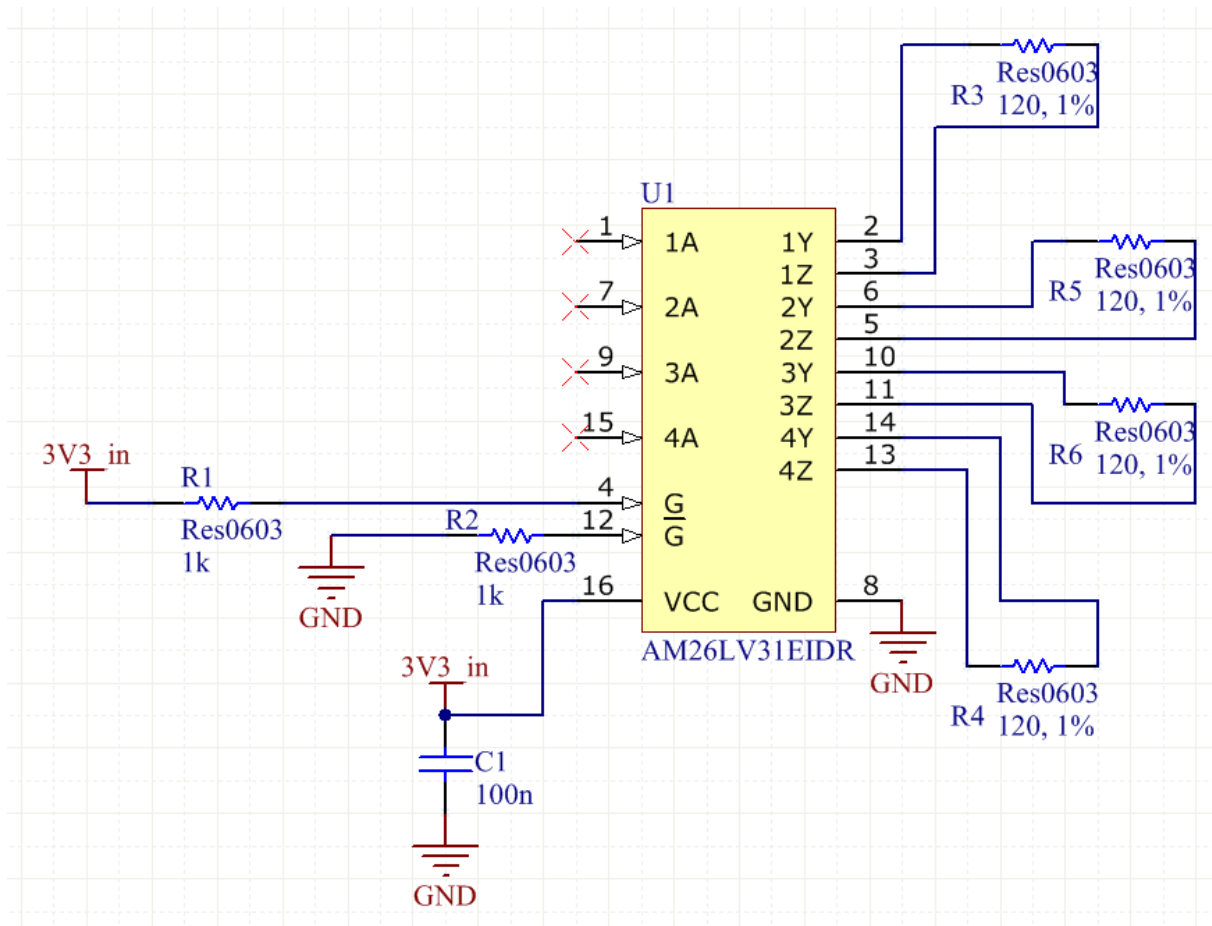 Res0603
R3
120, 1%
U1
1 1A 1Y 2
1Z 3
7 2A 2Y 6
2Z 5
Res0603
R5
120, 1%
9 3A 3Y 10
3Z 11
15 4A 4Y 14
4Z 13
Res0603
R6
120, 1%
3V3_in
R1
Res0603
1k
4 G
R2
12 G
Res0603
1k
GND
16 VCC GND 8
AM26LV31EIDR
GND
3V3_in
C1
100n
GND
Res0603
R4
120, 1%